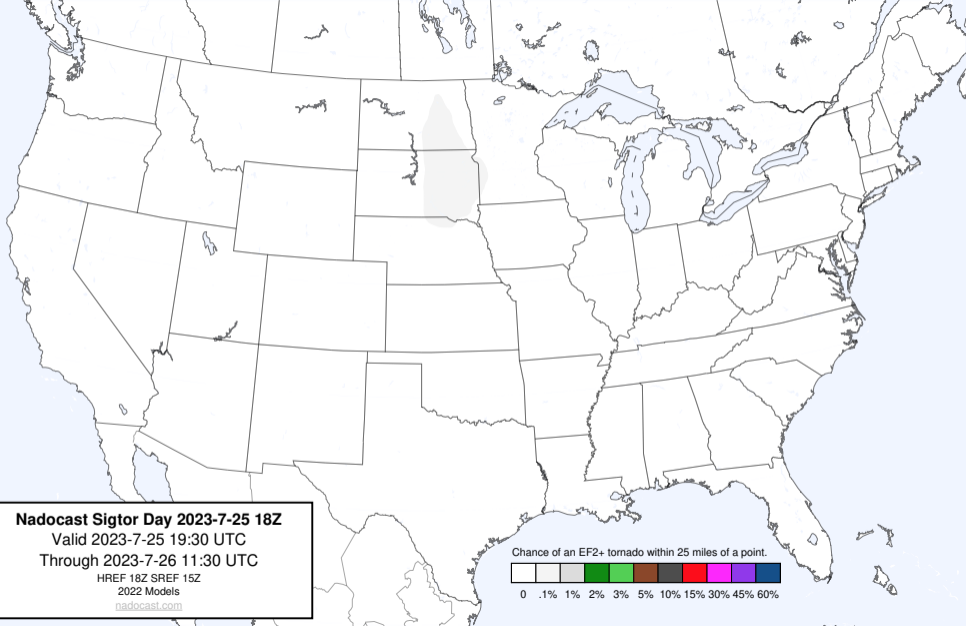 Nadocast Sigtor Day 2023-7-25 18Z
Valid 2023-7-25 19:30 UTC
Through 2023-7-26 11:30 UTC
HREF 18Z SREF 15Z
2022 Models
nadocast.com
Chance of an EF2+ tornado within 25 miles of a point.
0 .1% 1% 2% 3% 5% 10% 15% 30% 45% 60%